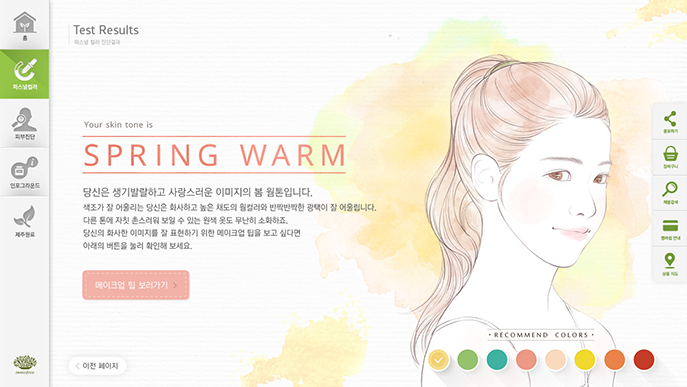 홈
퍼스널컬러
피부진단
인포그라운드
제주원료
innisfree
Test Results
퍼스널 컬러 진단결과
Your skin tone is
SPRING WARM
당신은 생기발랄하고 사랑스러운 이미지의 봄 웜톤입니다.
색조가 잘 어울리는 당신은 화사하고 높은 채도의 웜컬러와 반짝반짝한 광택이 잘 어울립니다.
다른 톤에 자칫 촌스러워 보일 수 있는 원색 옷도 무난히 소화하죠.
당신의 화사한 이미지를 잘 표현하기 위한 메이크업 팁을 보고 싶다면
아래의 버튼을 눌러 확인해 보세요.
메이크업 팁 보러가기
이전 페이지
RECOMMEND COLORS
공유하기
장바구니
제품검색
멤버십 안내
쇼핑 지도